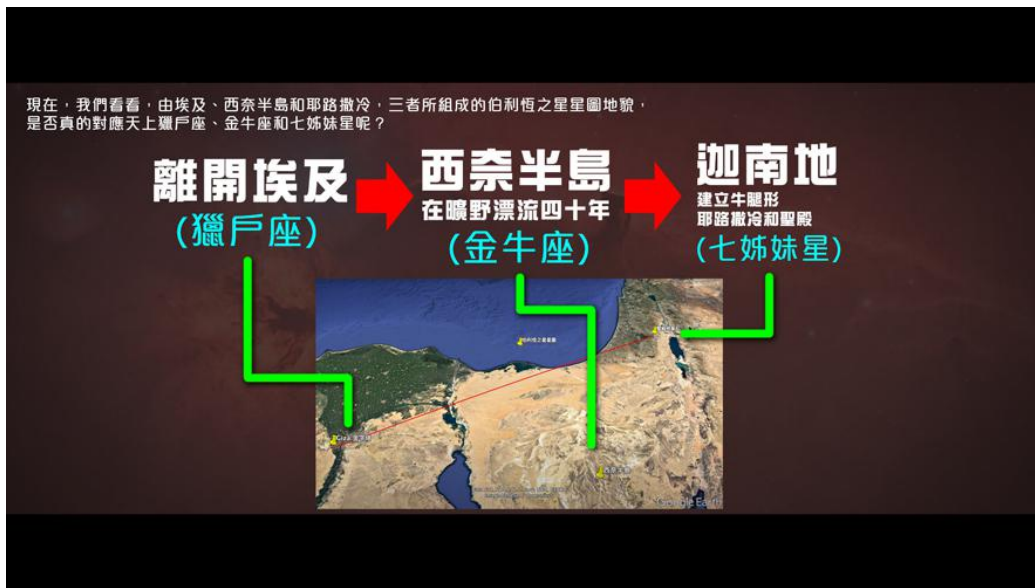 現在，我們看看，由埃及、西奈半島和耶路撒冷，三者所組成的伯利恆之星星圖地貌，
是否真的對應天上獵戶座、金牛座和七姊妹星呢？
離開埃及
(獵戶座)
西奈半島
在曠野漂流四十年
(金牛座)
迦南地
建立牛腿形
耶路撒冷和聖殿
(七姊妹星)
Giza 金字塔
Google Earth